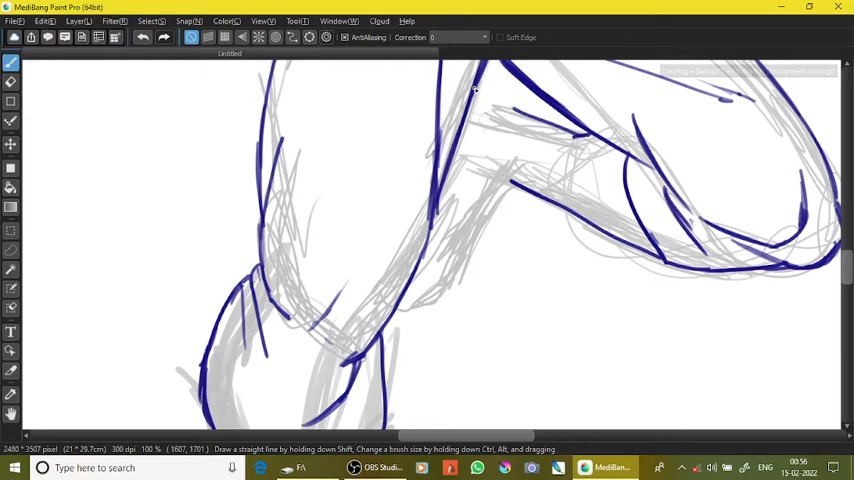 MediBang Paint Pro (64bit)
File(F) Edit(E) Layer(L) Filter(R) Select(S) Snap(N) Color(C) View(V) Tool(T) Window(W) Cloud Help
AntiAliasing Correction 0 Soft Edge
Untitled
2480 * 3507 pixel (21 * 29.7cm) 300 dpi 100 % ( 1607, 1701 ) Draw a straight line by holding down Shift, Change a brush size by holding down Ctrl, Alt, and dragging
Type here to search
F:\
OBS Studi...
MediBan...
ENG
00:56
15-02-2022